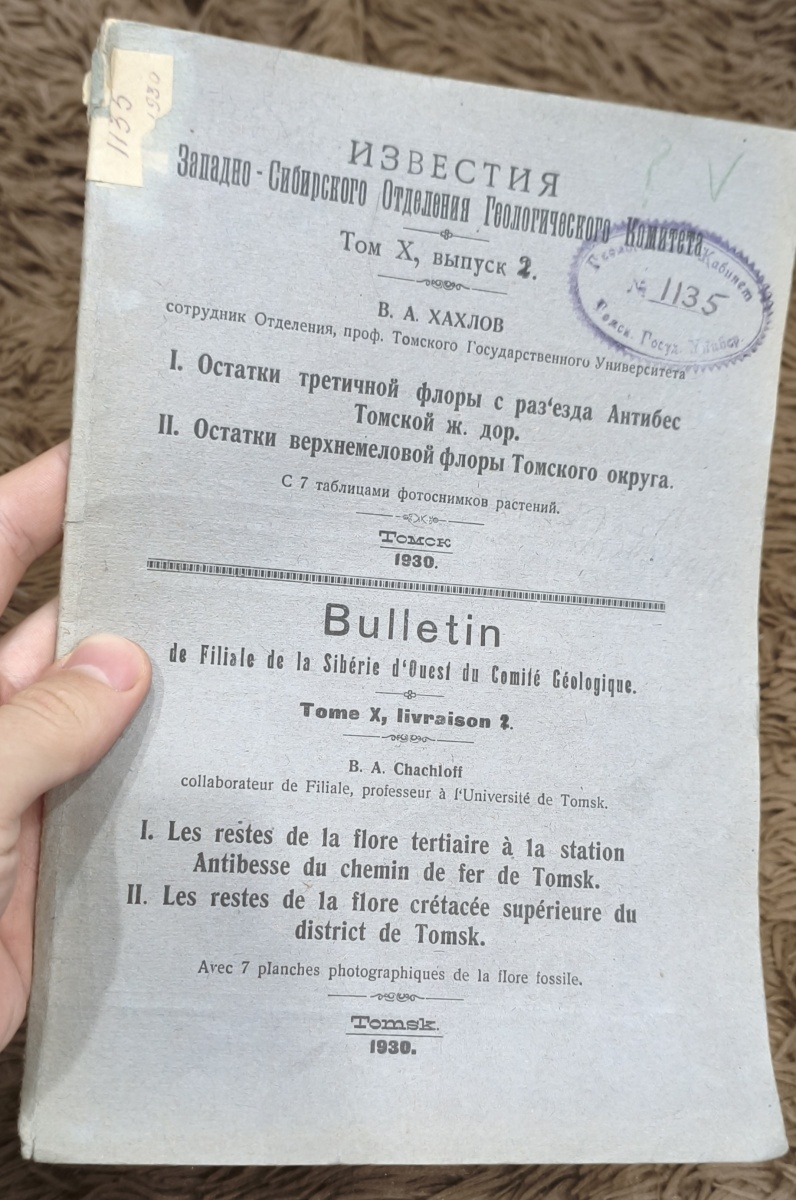 1135
1930
ИЗВЕСТИЯ
Западно-Сибирского Отделения Геологического Комитета
Том X, выпуск 2.
Кабинет
№ 1135
Томск. Госуд.
В. А. ХАХЛОВ
сотрудник Отделения, проф. Томского Государственного Университета
I. Остатки третичной флоры с раз‘езда Антибес
Томской ж. дор.
II. Остатки верхнемеловой флоры Томского округа.
С 7 таблицами фотоснимков растений.
Томск
1930.
Bulletin
de Filiale de la Sibérie d‘Ouest du Comité Géologique.
Tome X, livraison 2.
B. A. Chachloff
collaborateur de Filiale, professeur à l‘Université de Tomsk.
I. Les restes de la flore tertiaire à la station
Antibesse du chemin de fer de Tomsk.
II. Les restes de la flore crétacée supérieure du
district de Tomsk.
Avec 7 planches photographiques de la flore fossile.
Tomsk.
1930.